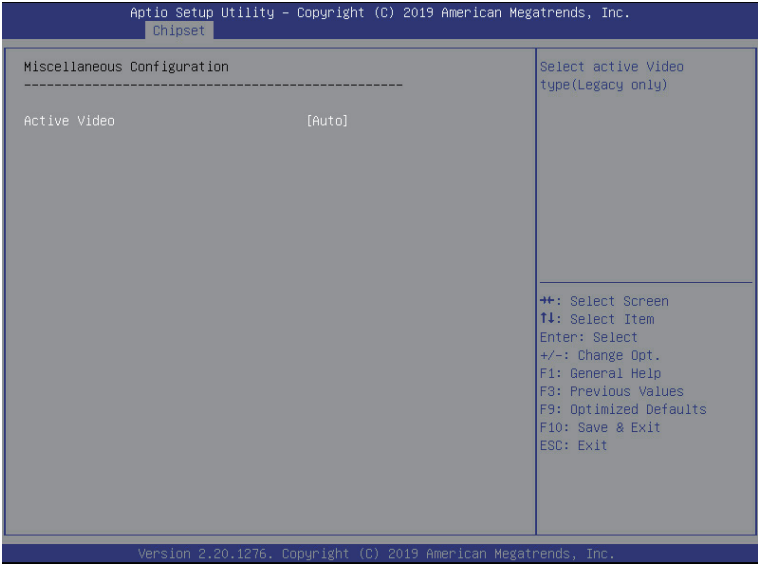 Aptio Setup Utility – Copyright (C) 2019 American Megatrends, Inc.
Chipset
Miscellaneous Configuration
--------------------------------------------------
Active Video [Auto]
Select active Video
type(Legacy only)
→←: Select Screen
↑↓: Select Item
Enter: Select
+/-: Change Opt.
F1: General Help
F3: Previous Values
F9: Optimized Defaults
F10: Save & Exit
ESC: Exit
Version 2.20.1276. Copyright (C) 2019 American Megatrends, Inc.